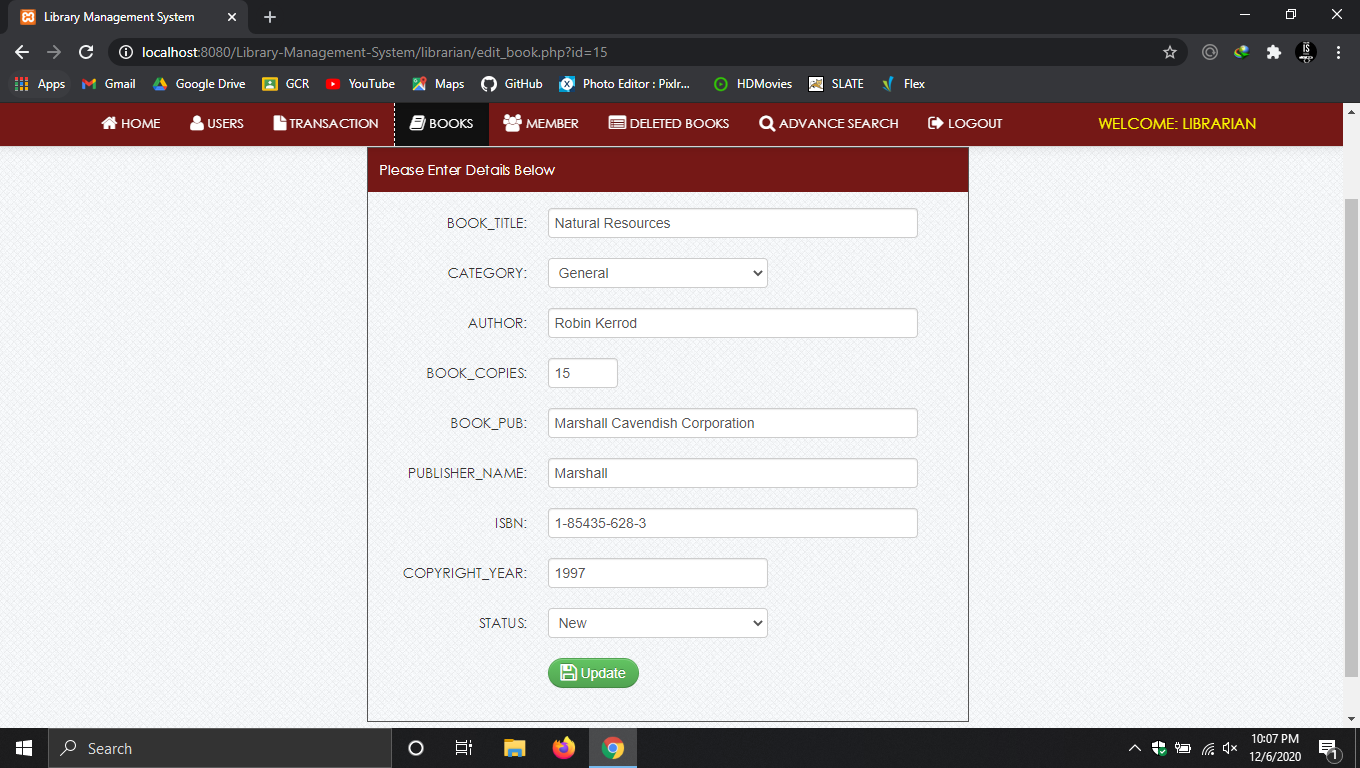 Library Management System
localhost:8080/Library-Management-System/librarian/edit_book.php?id=15
Apps Gmail Google Drive GCR YouTube Maps GitHub Photo Editor : Pixlr... HDMovies SLATE Flex
HOME USERS TRANSACTION BOOKS MEMBER DELETED BOOKS ADVANCE SEARCH LOGOUT WELCOME: LIBRARIAN
Please Enter Details Below
BOOK_TITLE: Natural Resources
CATEGORY: General
AUTHOR: Robin Kerrod
BOOK_COPIES: 15
BOOK_PUB: Marshall Cavendish Corporation
PUBLISHER_NAME: Marshall
ISBN: 1-85435-628-3
COPYRIGHT_YEAR: 1997
STATUS: New
Update
Search
10:07 PM
12/6/2020
1